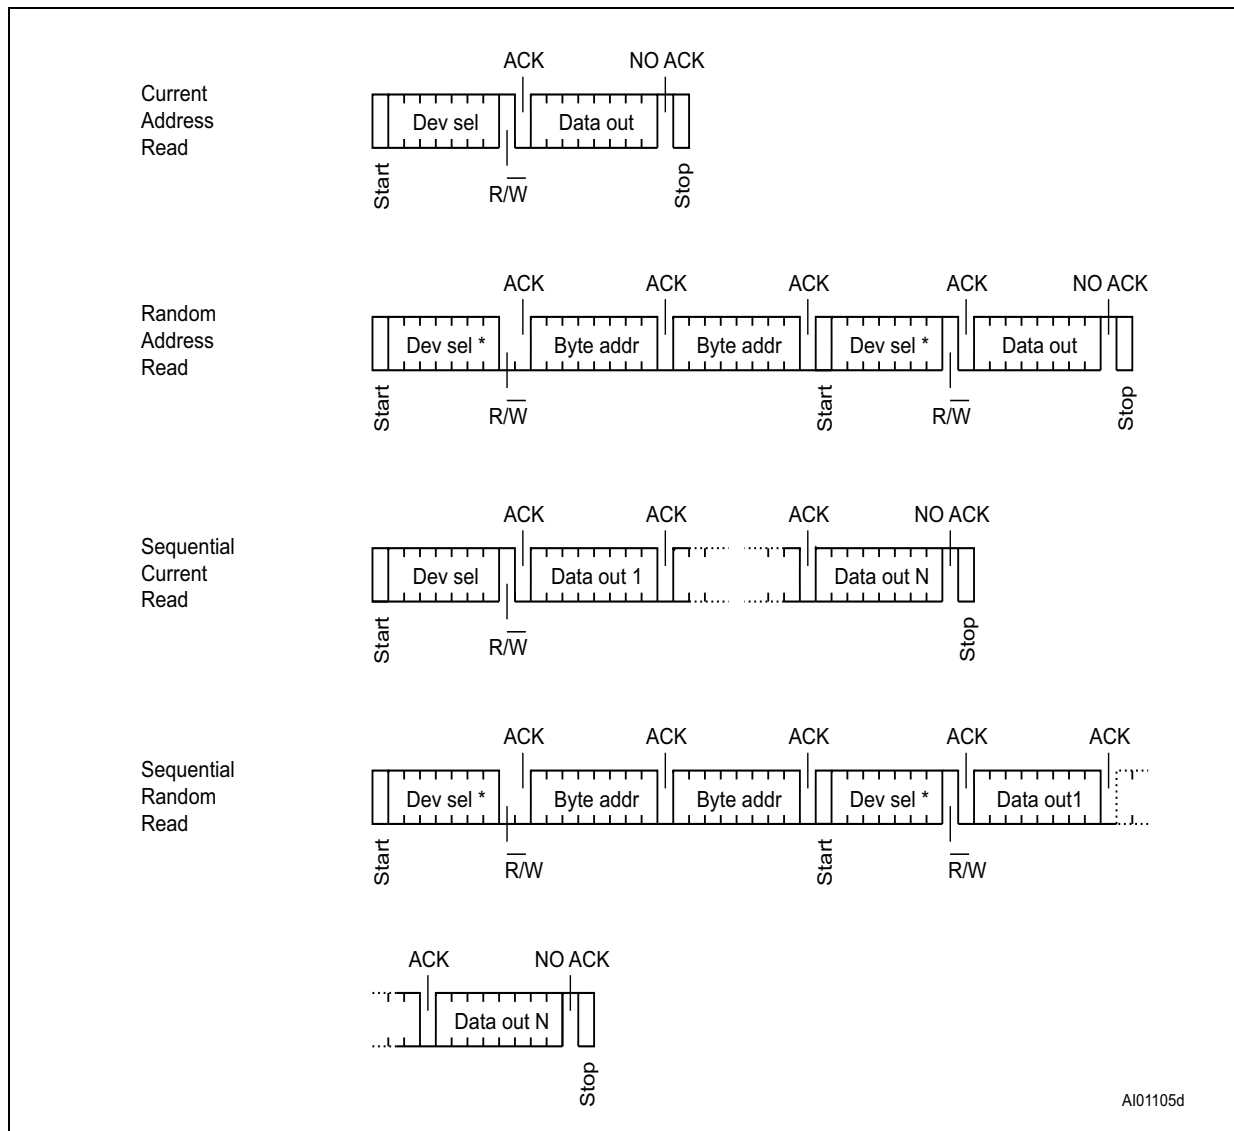 ACK NO ACK
Current
Address
Read
Dev sel Data out
Start R/W̅ Stop
ACK ACK ACK ACK NO ACK
Random
Address
Read
Dev sel * Byte addr Byte addr Dev sel * Data out
Start R/W̅ Start R/W̅ Stop
ACK ACK ACK NO ACK
Sequential
Current
Read
Dev sel Data out 1 Data out N
Start R/W̅ Stop
ACK ACK ACK ACK ACK
Sequential
Random
Read
Dev sel * Byte addr Byte addr Dev sel * Data out1
Start R̅/W Start R̅/W
ACK NO ACK
Data out N
Stop
AI01105d